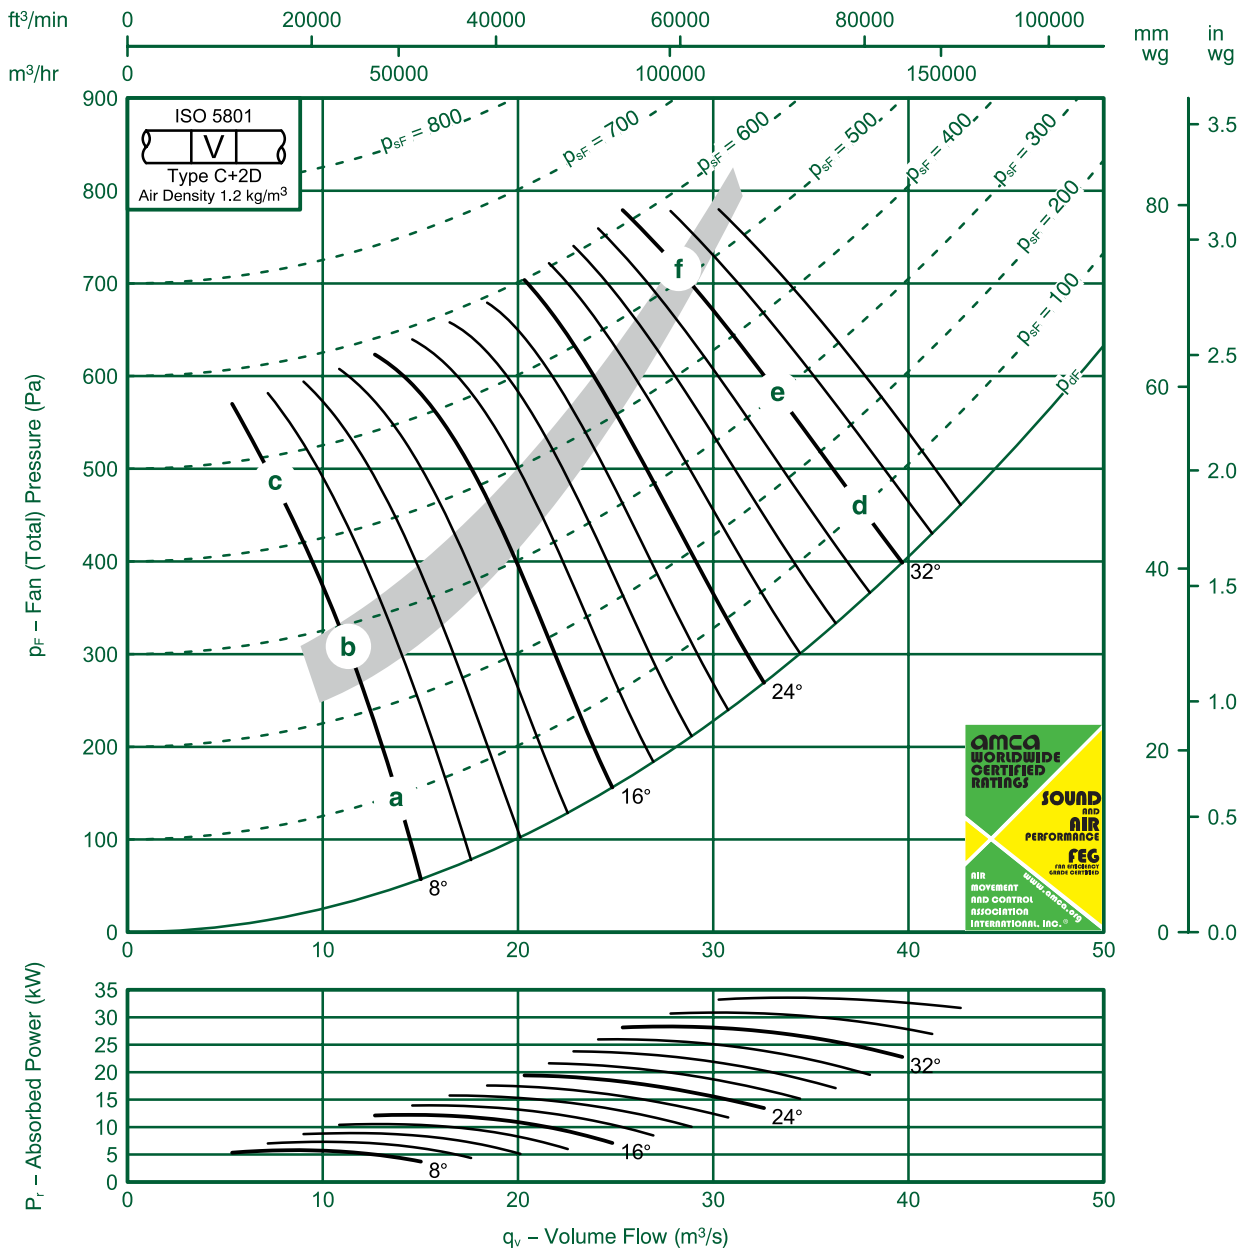 ft³/min 0 20000 40000 60000 80000 100000
m³/hr 0 50000 100000 150000
mm wg
in wg
ISO 5801
V
Type C+2D
Air Density 1.2 kg/m³
pF – Fan (Total) Pressure (Pa)
900
800
700
600
500
400
300
200
100
0
psF = 800
psF = 700
psF = 600
psF = 500
psF = 400
psF = 300
psF = 200
psF = 100
pdF
f
e
c
d
b
a
32°
24°
16°
8°
80
60
40
20
0
3.5
3.0
2.5
2.0
1.5
1.0
0.5
0.0
amca
WORLDWIDE
CERTIFIED
RATINGS
SOUND
AND
AIR
PERFORMANCE
FEG
FAN EFFICIENCY
GRADE CERTIFIED
AIR
MOVEMENT
AND CONTROL
ASSOCIATION
INTERNATIONAL, INC.®
www.amca.org
0 10 20 30 40 50
Pr – Absorbed Power (kW)
35
30
25
20
15
10
5
0
32°
24°
16°
8°
0 10 20 30 40 50
qv – Volume Flow (m³/s)